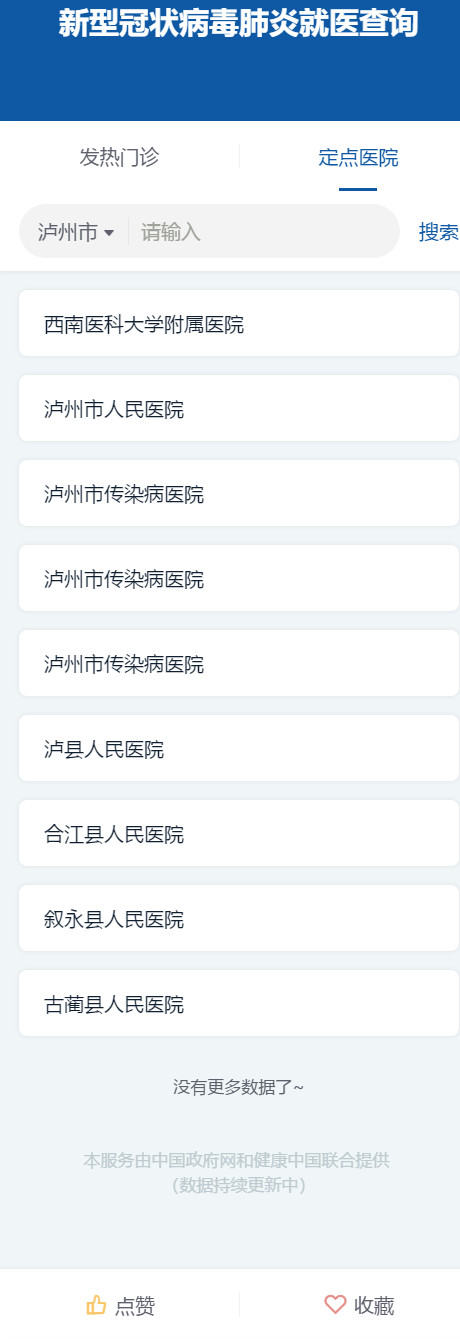 新型冠状病毒肺炎就医查询
发热门诊 定点医院
泸州市 请输入 搜索
西南医科大学附属医院
泸州市人民医院
泸州市传染病医院
泸州市传染病医院
泸州市传染病医院
泸县人民医院
合江县人民医院
叙永县人民医院
古蔺县人民医院
没有更多数据了~
本服务由中国政府网和健康中国联合提供
（数据持续更新中）
点赞 收藏